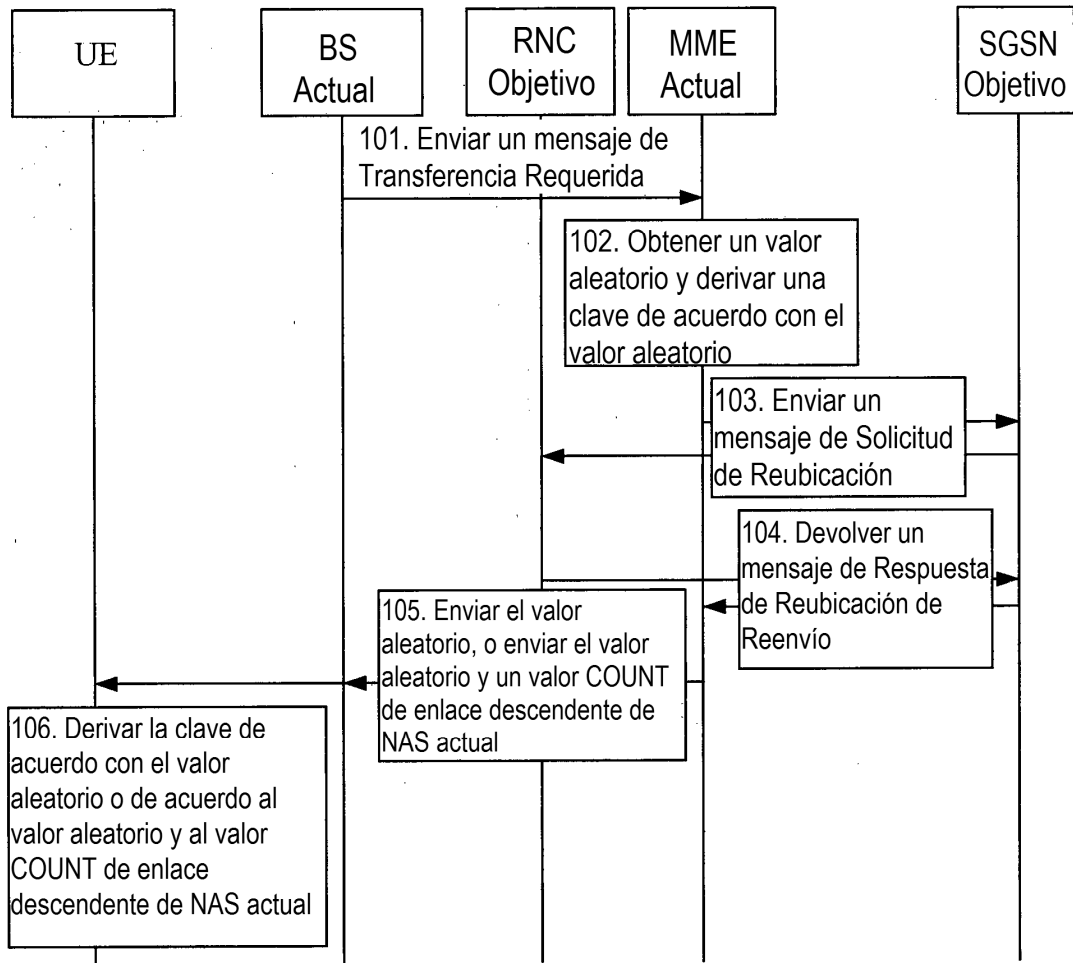 UE
BS
Actual
RNC
Objetivo
MME
Actual
SGSN
Objetivo
101. Enviar un mensaje de
Transferencia Requerida
102. Obtener un valor
aleatorio y derivar una
clave de acuerdo con el
valor aleatorio
103. Enviar un
mensaje de Solicitud
de Reubicación
104. Devolver un
mensaje de Respuesta
de Reubicación de
Reenvío
105. Enviar el valor
aleatorio, o enviar el valor
aleatorio y un valor COUNT
de enlace descendente de
NAS actual
106. Derivar la clave de
acuerdo con el valor
aleatorio o de acuerdo al
valor aleatorio y al valor
COUNT de enlace
descendente de NAS actual